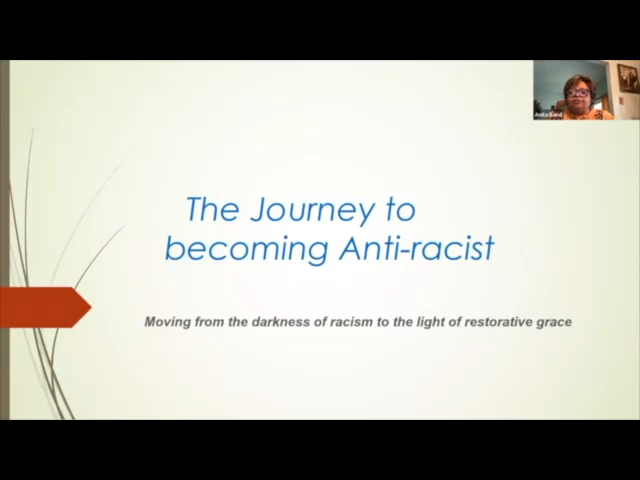 Anita Baird
The Journey to
becoming Anti-racist
Moving from the darkness of racism to the light of restorative grace